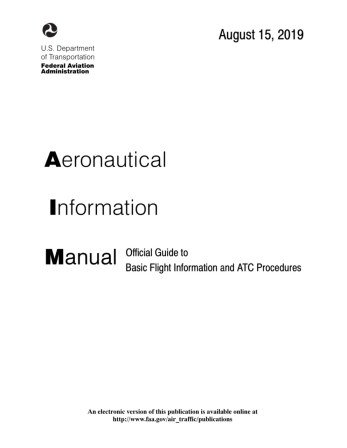 August 15, 2019
U.S. Department
of Transportation
Federal Aviation
Administration
Aeronautical
Information
Manual
Official Guide to
Basic Flight Information and ATC Procedures
An electronic version of this publication is available online at
http://www.faa.gov/air_traffic/publications